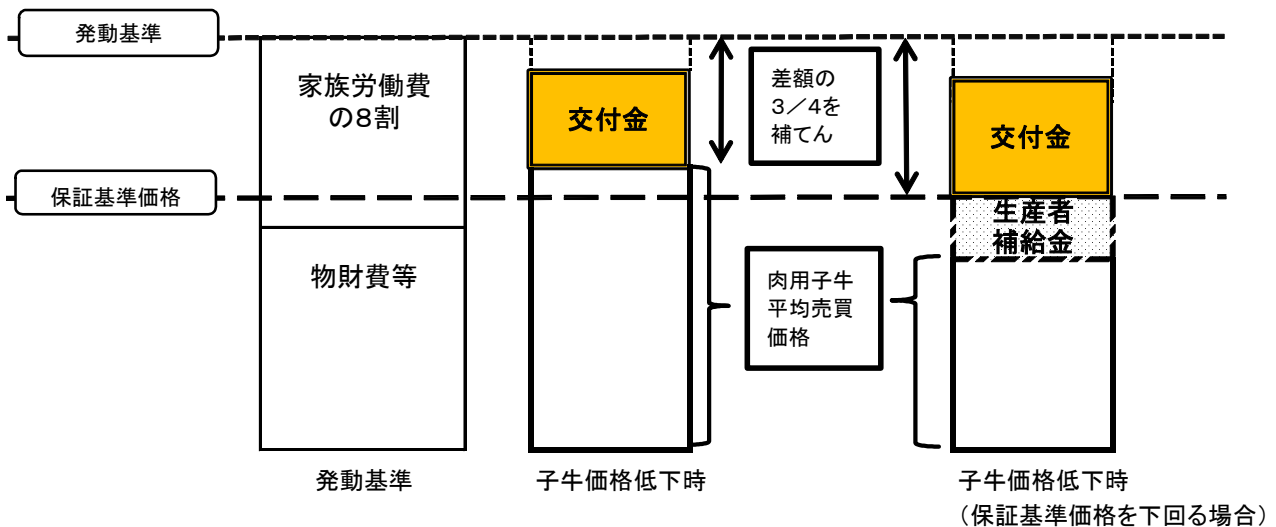 発動基準
家族労働費
の8割
交付金
差額の
3/4を
補てん
交付金
保証基準価格
生産者
補給金
物財費等
肉用子牛
平均売買
価格
発動基準
子牛価格低下時
子牛価格低下時
(保証基準価格を下回る場合)